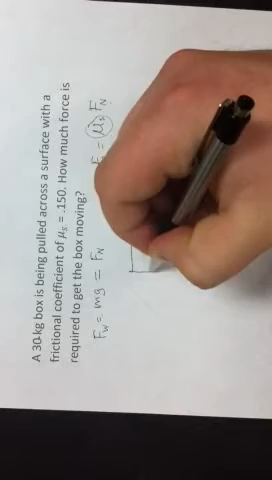 A 30-kg box is being pulled across a surface with a
frictional coefficient of μs = .150. How much force is
required to get the box moving?
Fw = mg = FN = μs FN